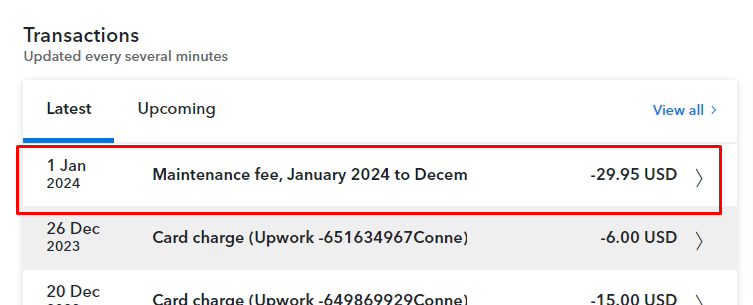 Transactions
Updated every several minutes
Latest Upcoming View all >
1 Jan
2024
Maintenance fee, January 2024 to Decem -29.95 USD
26 Dec
2023
Card charge (Upwork -651634967Conne) -6.00 USD
20 Dec
Card charge (Upwork -649869929Conne) -15.00 USD